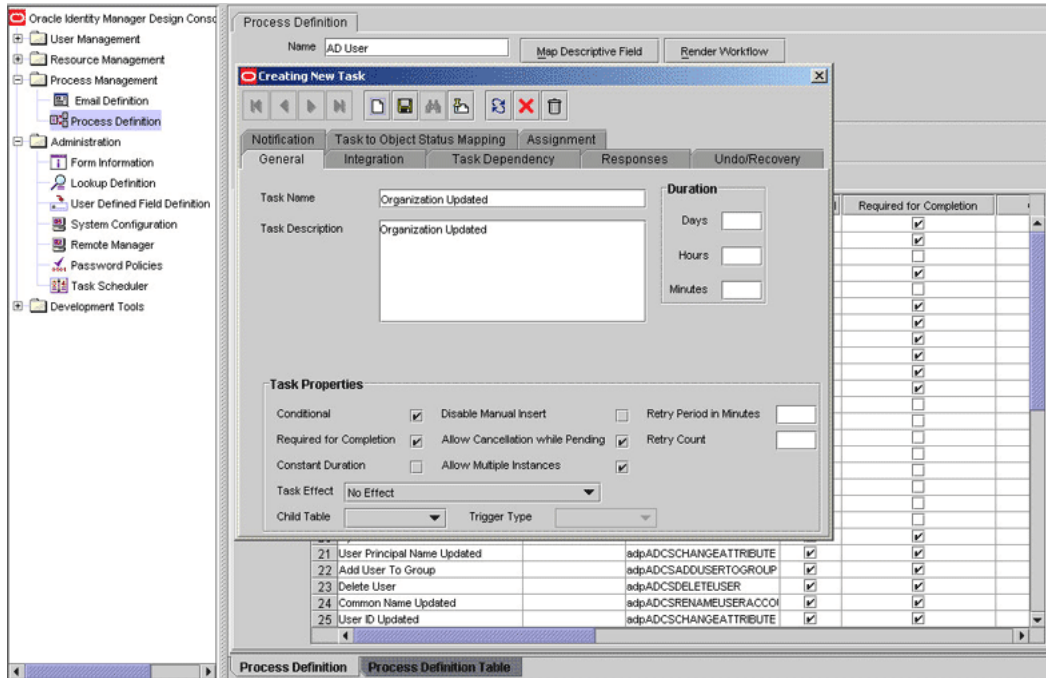 Oracle Identity Manager Design Conso
User Management
Resource Management
Process Management
Email Definition
Process Definition
Administration
Form Information
Lookup Definition
User Defined Field Definition
System Configuration
Remote Manager
Password Policies
Task Scheduler
Development Tools
Process Definition
Name AD User Map Descriptive Field Render Workflow
Creating New Task
Notification Task to Object Status Mapping Assignment
General Integration Task Dependency Responses Undo/Recovery
Task Name Organization Updated
Task Description Organization Updated
Duration
Days
Hours
Minutes
Required for Completion
Task Properties
Conditional Disable Manual Insert Retry Period in Minutes
Required for Completion Allow Cancellation while Pending Retry Count
Constant Duration Allow Multiple Instances
Task Effect No Effect
Child Table Trigger Type
21 User Principal Name Updated adpADCSCHANGEATTRIBUTE
22 Add User To Group adpADCSADDUSERTOGROUP
23 Delete User adpADCSDELETEUSER
24 Common Name Updated adpADCSRENAMEUSERACCO
25 User ID Updated adpADCSCHANGEATTRIBUTE
Process Definition Process Definition Table